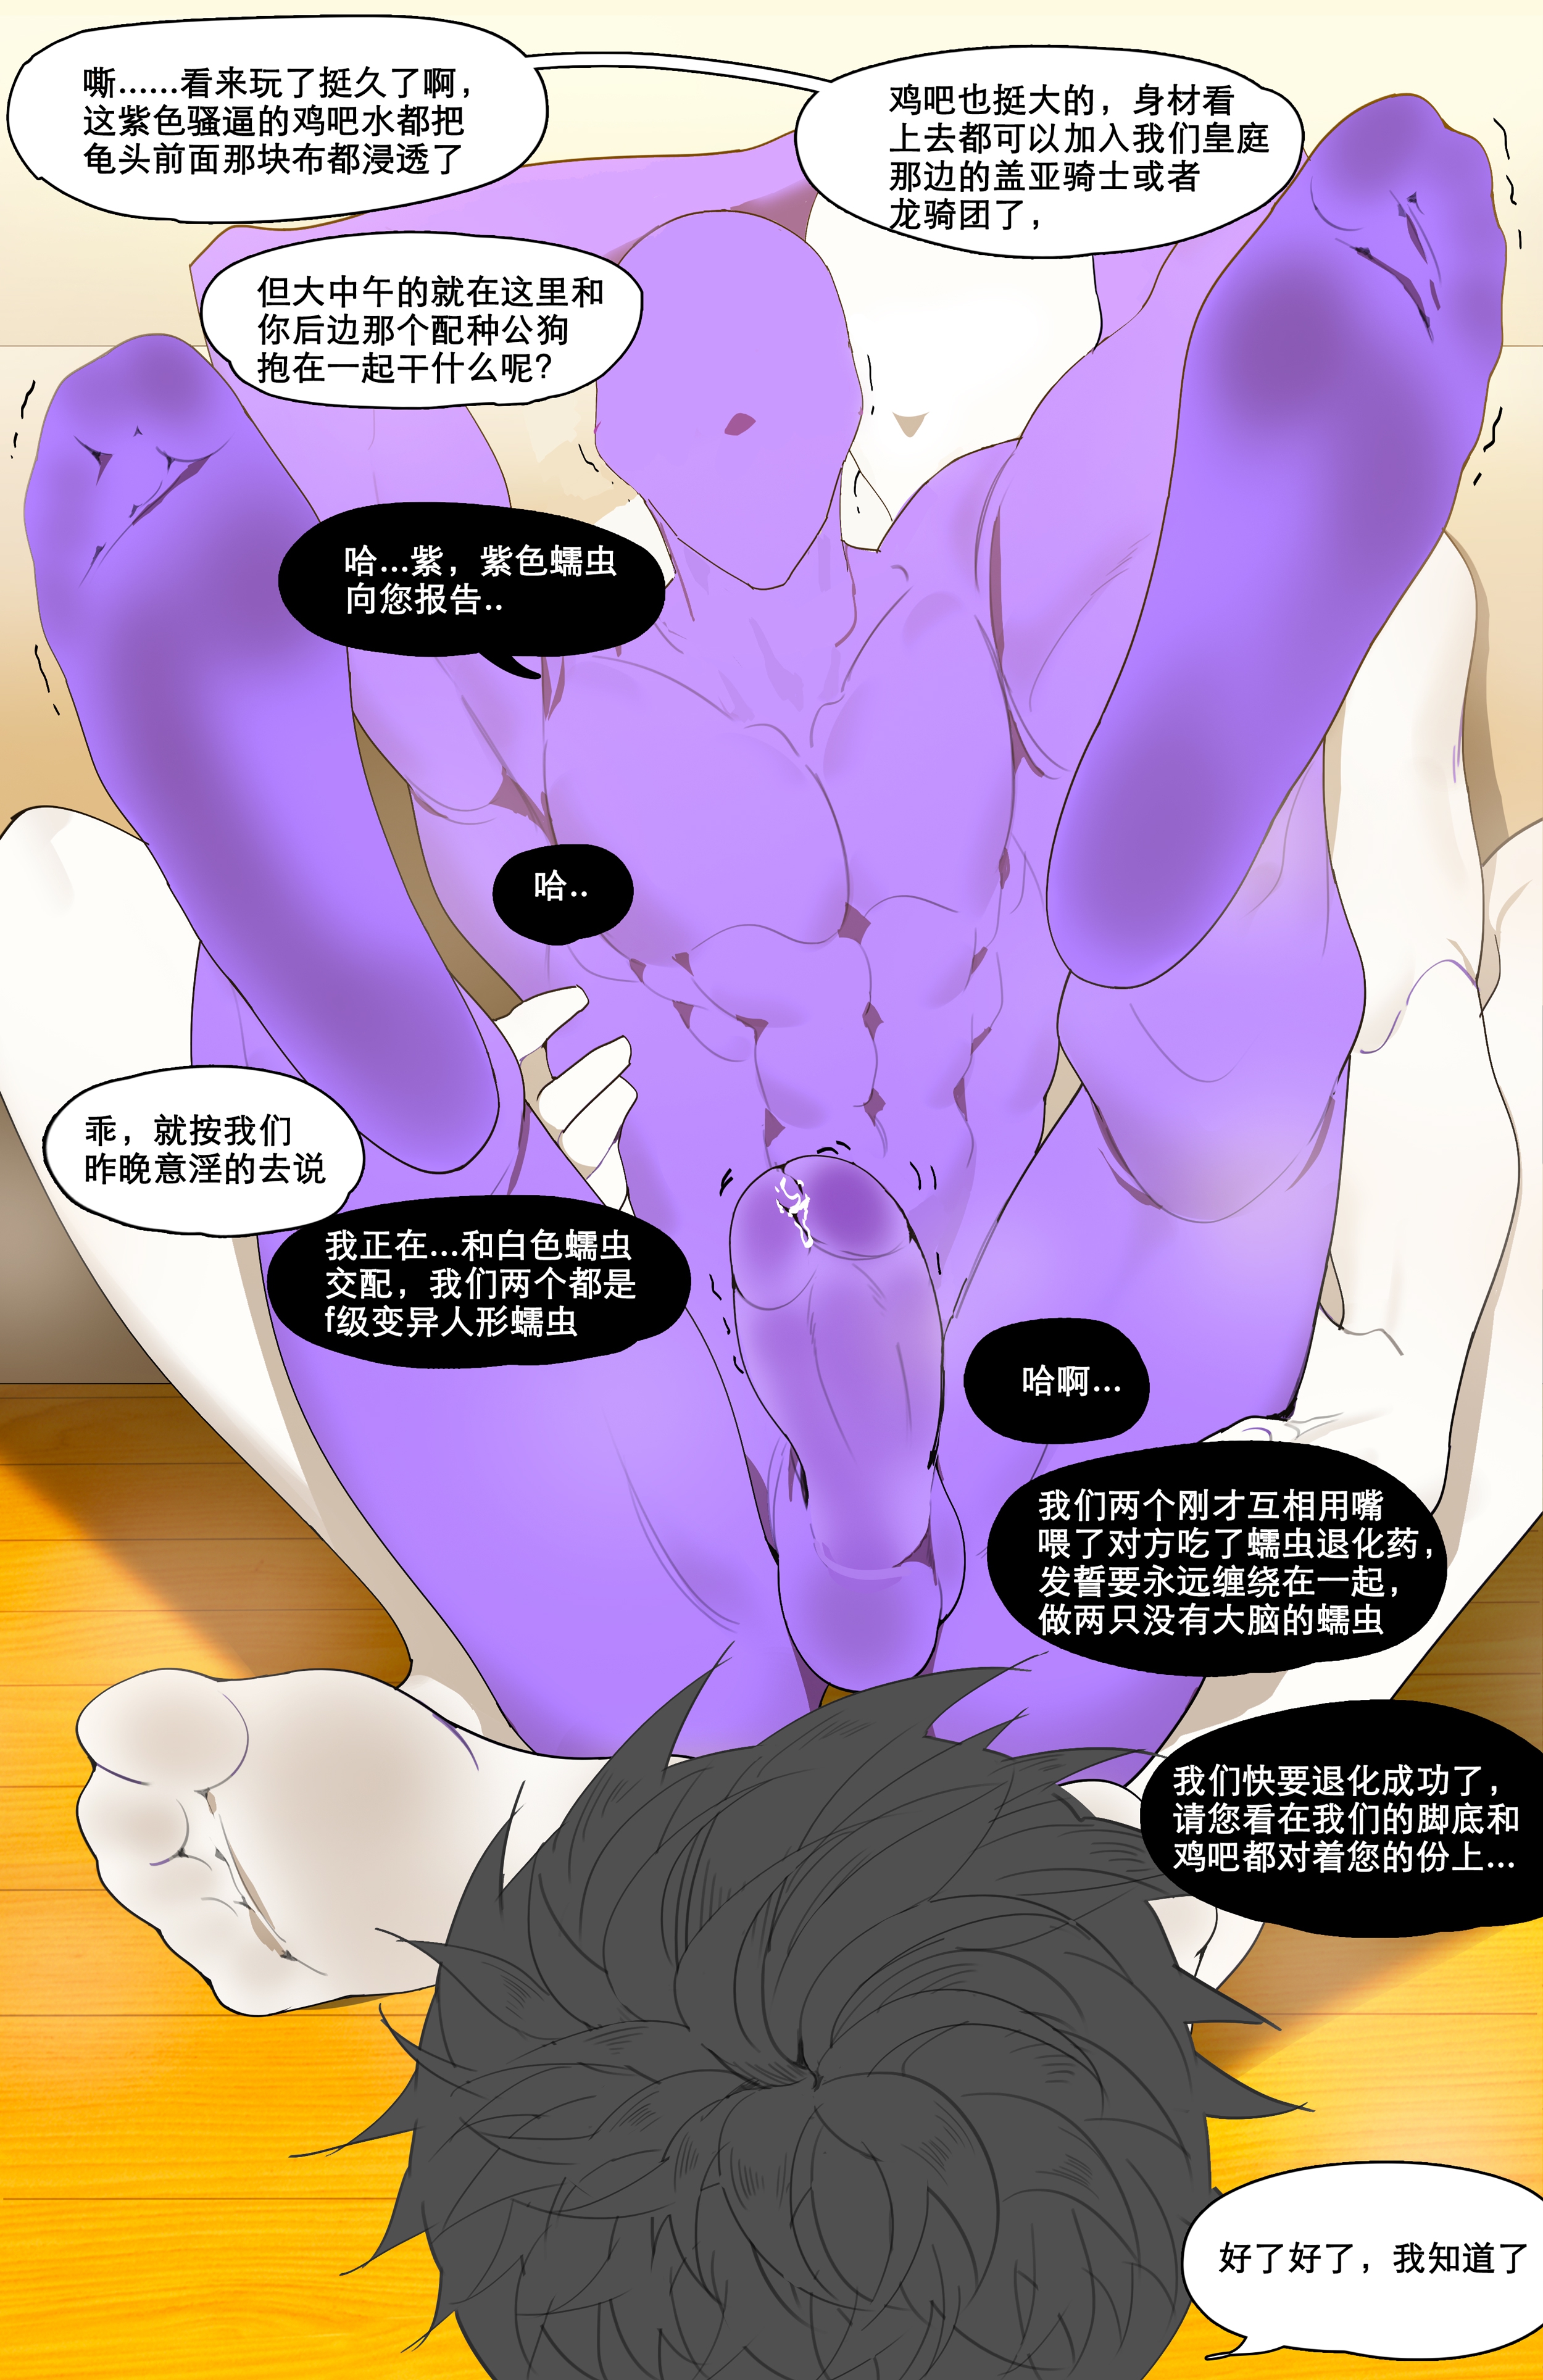 嘶......看来玩了挺久了啊，
这紫色骚逼的鸡吧水都把
龟头前面那块布都浸透了
鸡吧也挺大的，身材看
上去都可以加入我们皇庭
那边的盖亚骑士或者
龙骑团了，
但大中午的就在这里和
你后边那个配种公狗
抱在一起干什么呢?
哈...紫，紫色蠕虫
向您报告..
哈..
乖，就按我们
昨晚意淫的去说
我正在...和白色蠕虫
交配，我们两个都是
f级变异人形蠕虫
哈啊...
我们两个刚才互相用嘴
喂了对方吃了蠕虫退化药，
发誓要永远缠绕在一起，
做两只没有大脑的蠕虫
我们快要退化成功了，
请您看在我们的脚底和
鸡吧都对着您的份上...
好了好了，我知道了